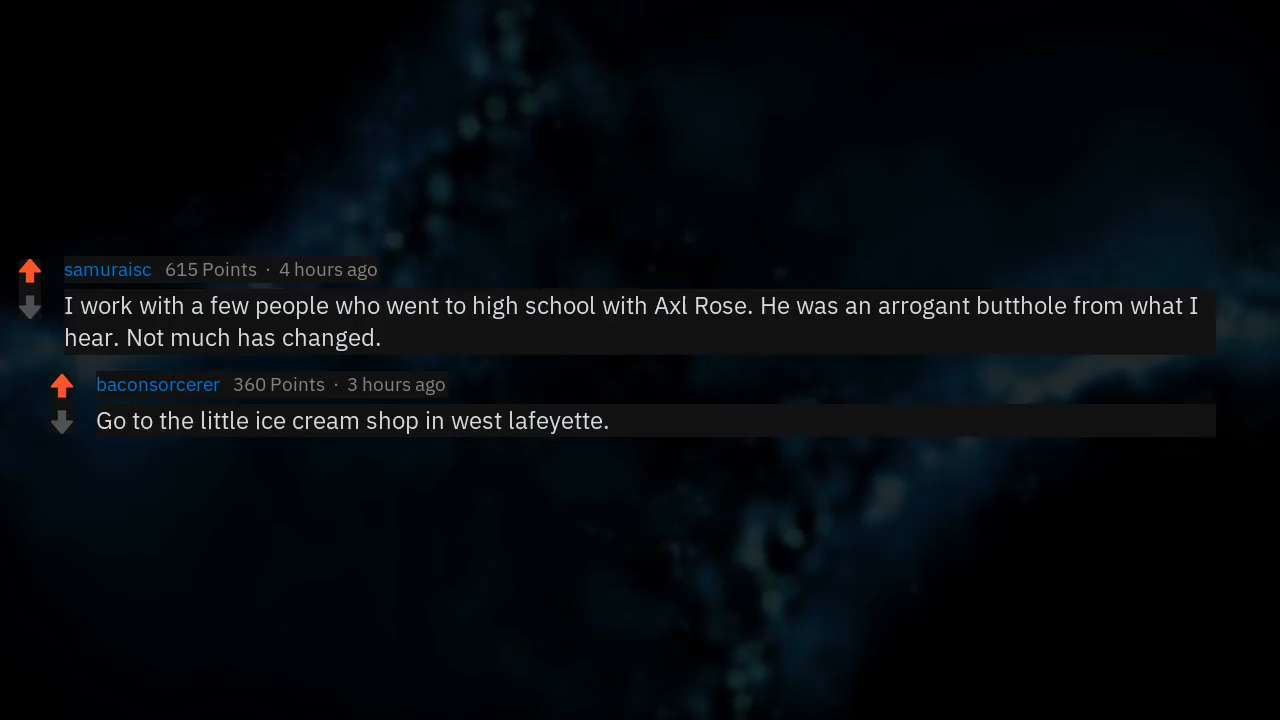 samuraisc 615 Points · 4 hours ago
I work with a few people who went to high school with Axl Rose. He was an arrogant butthole from what I
hear. Not much has changed.
baconsorcerer 360 Points · 3 hours ago
Go to the little ice cream shop in west lafeyette.